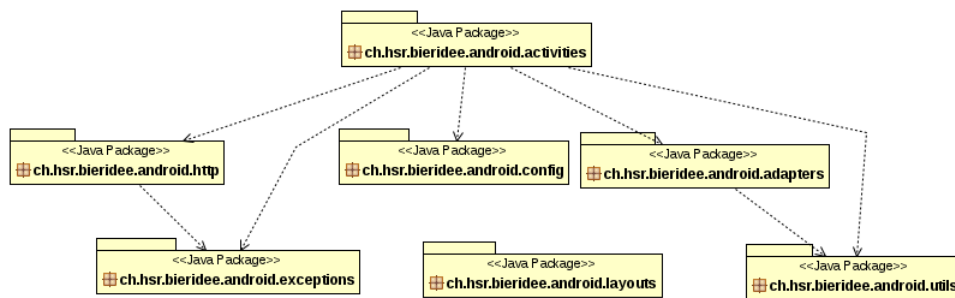 <<Java Package>>
ch.hsr.bieridee.android.activities
<<Java Package>>
ch.hsr.bieridee.android.http
<<Java Package>>
ch.hsr.bieridee.android.config
<<Java Package>>
ch.hsr.bieridee.android.adapters
<<Java Package>>
ch.hsr.bieridee.android.exceptions
<<Java Package>>
ch.hsr.bieridee.android.layouts
<<Java Package>>
ch.hsr.bieridee.android.utils